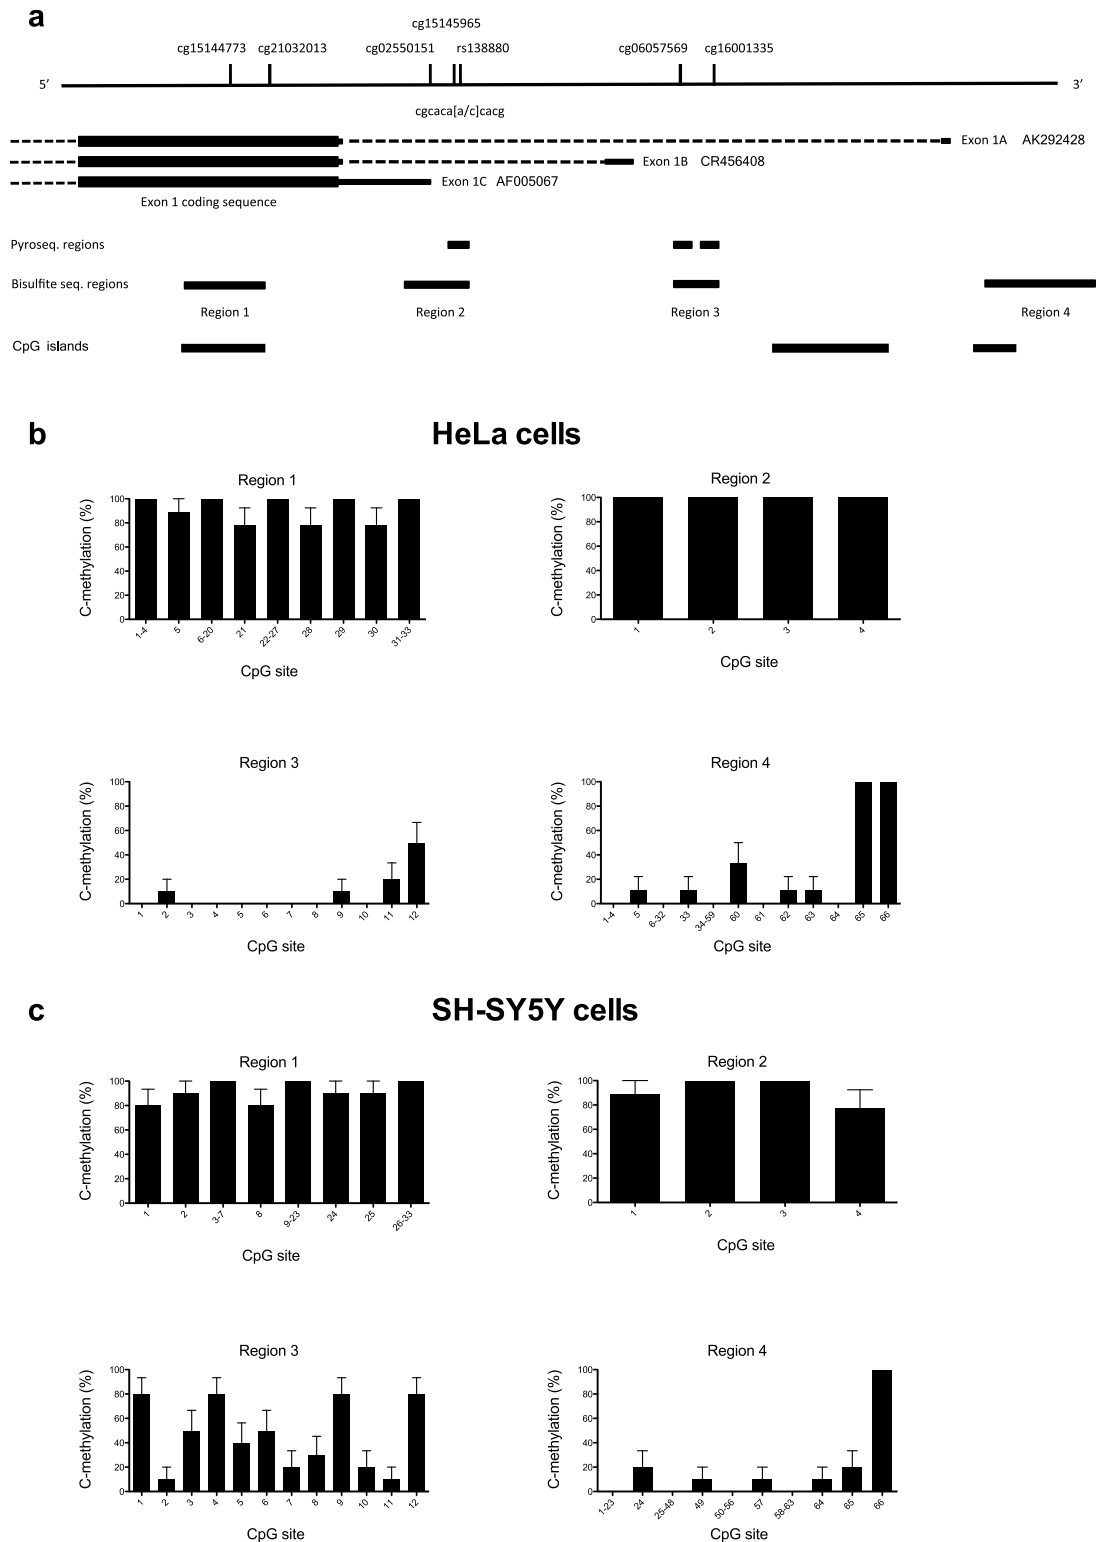 a
cg15145965
cg15144773 cg21032013 cg02550151 rs138880 cg06057569 cg16001335
5’ 3’
cgcaca[a/c]cacg
Exon 1A AK292428
Exon 1B CR456408
Exon 1C AF005067
Exon 1 coding sequence
Pyroseq. regions
Bisulfite seq. regions
Region 1 Region 2 Region 3 Region 4
CpG islands
b HeLa cells
Region 1
C-methylation (%)
100
80
60
40
20
0
1-4 5 6-20 21 22-27 28 29 30 31-33
CpG site
Region 2
C-methylation (%)
100
80
60
40
20
0
1 2 3 4
CpG site
Region 3
C-methylation (%)
100
80
60
40
20
0
1 2 3 4 5 6 7 8 9 10 11 12
CpG site
Region 4
C-methylation (%)
100
80
60
40
20
0
1-4 5 6-32 33 34-59 60 61 62 63 64 65 66
CpG site
c SH-SY5Y cells
Region 1
C-methylation (%)
100
80
60
40
20
0
1 2 3-7 8 9-23 24 25 26-33
CpG site
Region 2
C-methylation (%)
100
80
60
40
20
0
1 2 3 4
CpG site
Region 3
C-methylation (%)
100
80
60
40
20
0
1 2 3 4 5 6 7 8 9 10 11 12
CpG site
Region 4
C-methylation (%)
100
80
60
40
20
0
1-23 24 25-48 49 50-56 57 58-63 64 65 66
CpG site